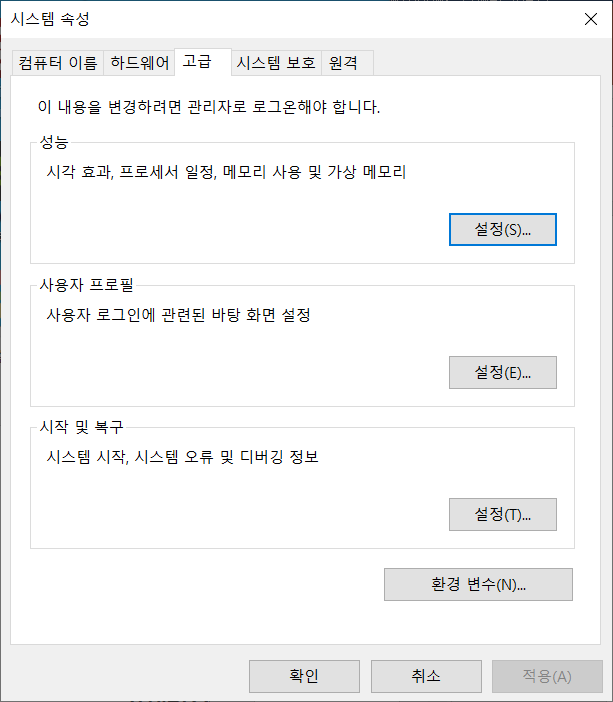 시스템 속성
컴퓨터 이름
하드웨어
고급
시스템 보호
원격
이 내용을 변경하려면 관리자로 로그온해야 합니다.
성능
시각 효과, 프로세서 일정, 메모리 사용 및 가상 메모리
설정(S)...
사용자 프로필
사용자 로그인에 관련된 바탕 화면 설정
설정(E)...
시작 및 복구
시스템 시작, 시스템 오류 및 디버깅 정보
설정(T)...
환경 변수(N)...
확인
취소
적용(A)